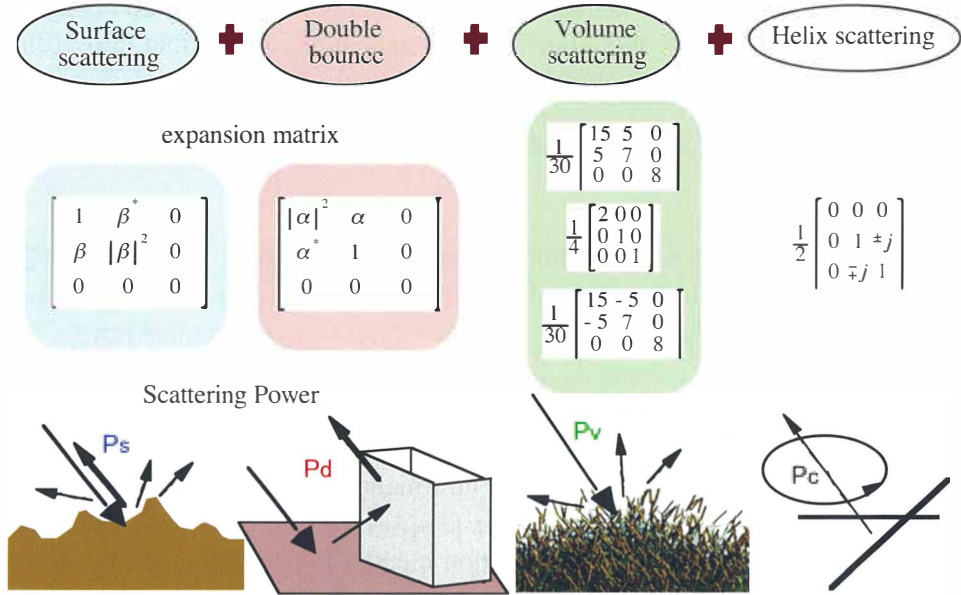 Surface scattering + Double bounce + Volume scattering + Helix scattering
expansion matrix
[ 1 β* 0
β |β|² 0
0 0 0 ]
[ |α|² α 0
α* 1 0
0 0 0 ]
1/30 [ 15 5 0
5 7 0
0 0 8 ]
1/4 [ 2 0 0
0 1 0
0 0 1 ]
1/30 [ 15 -5 0
-5 7 0
0 0 8 ]
1/2 [ 0 0 0
0 1 ±j
0 ∓j 1 ]
Scattering Power
Ps
Pd
Pv
Pc